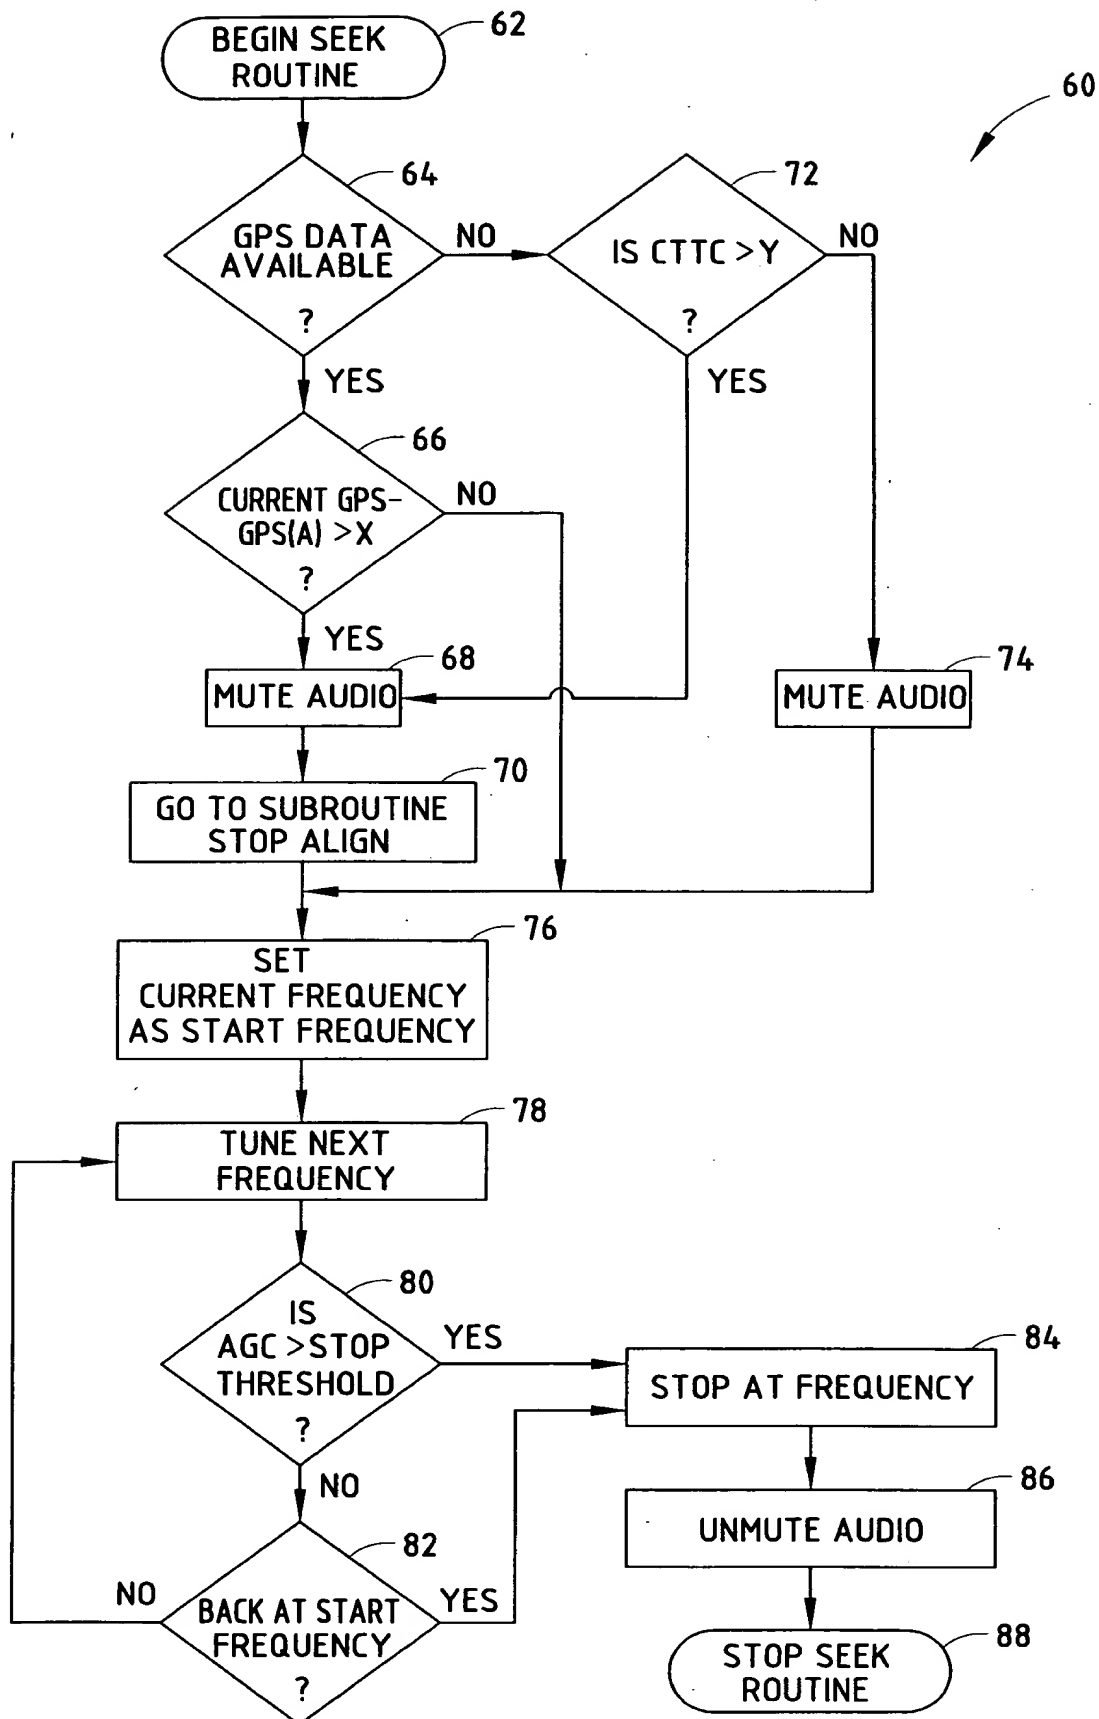 BEGIN SEEK
ROUTINE
62
60
64
GPS DATA
AVAILABLE
?
NO
YES
72
IS CTTC > Y
?
NO
YES
66
CURRENT GPS-
GPS(A) > X
?
NO
YES
68
MUTE AUDIO
74
MUTE AUDIO
70
GO TO SUBROUTINE
STOP ALIGN
76
SET
CURRENT FREQUENCY
AS START FREQUENCY
78
TUNE NEXT
FREQUENCY
80
IS
AGC > STOP
THRESHOLD
?
YES
NO
82
BACK AT START
FREQUENCY
?
NO
YES
84
STOP AT FREQUENCY
86
UNMUTE AUDIO
88
STOP SEEK
ROUTINE